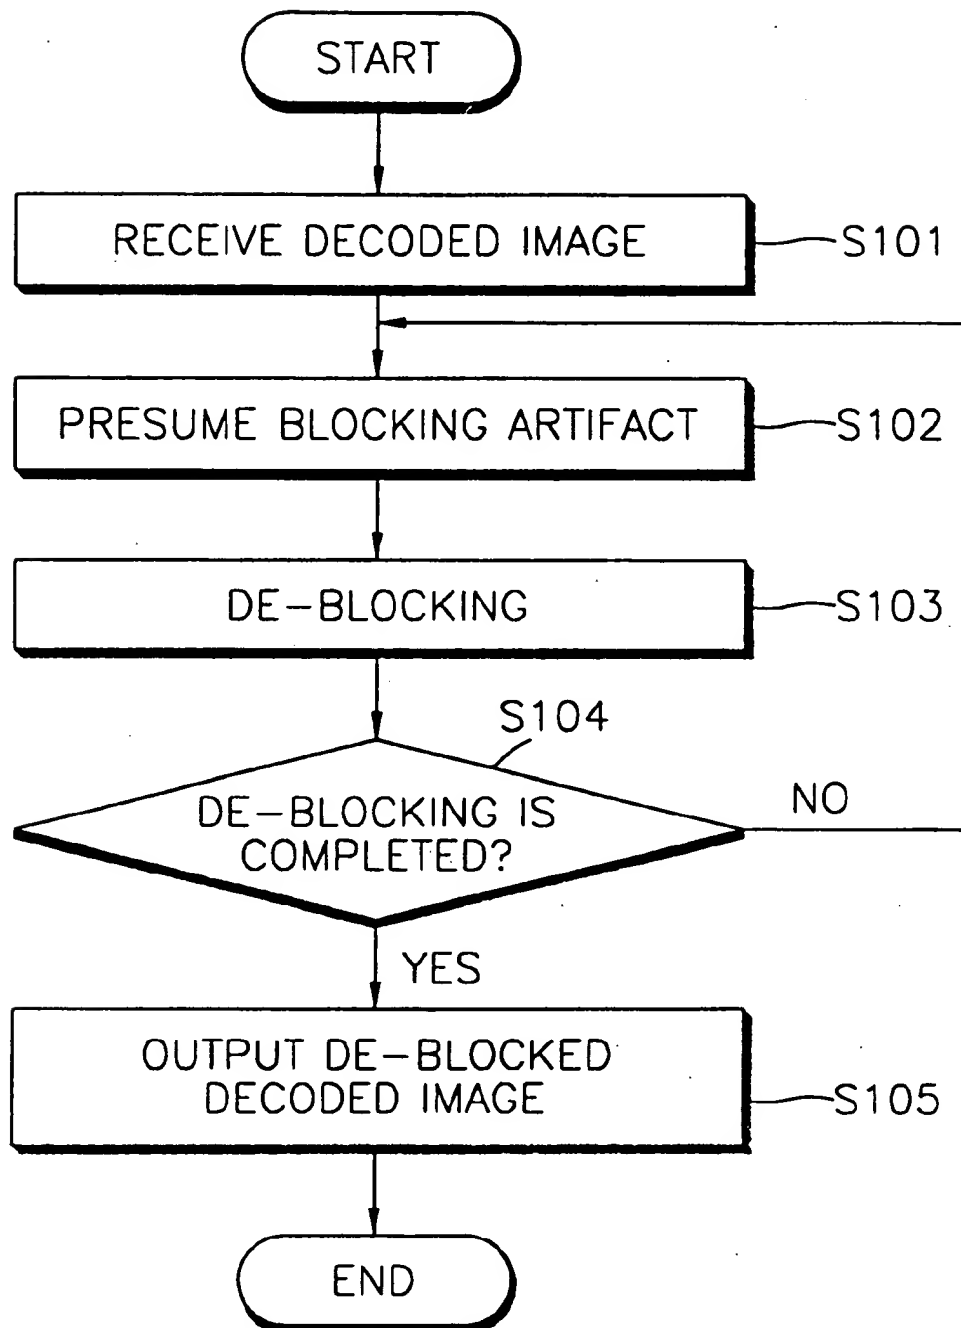 START
RECEIVE DECODED IMAGE
S101
PRESUME BLOCKING ARTIFACT
S102
DE-BLOCKING
S103
S104
DE-BLOCKING IS
COMPLETED?
NO
YES
OUTPUT DE-BLOCKED
DECODED IMAGE
S105
END